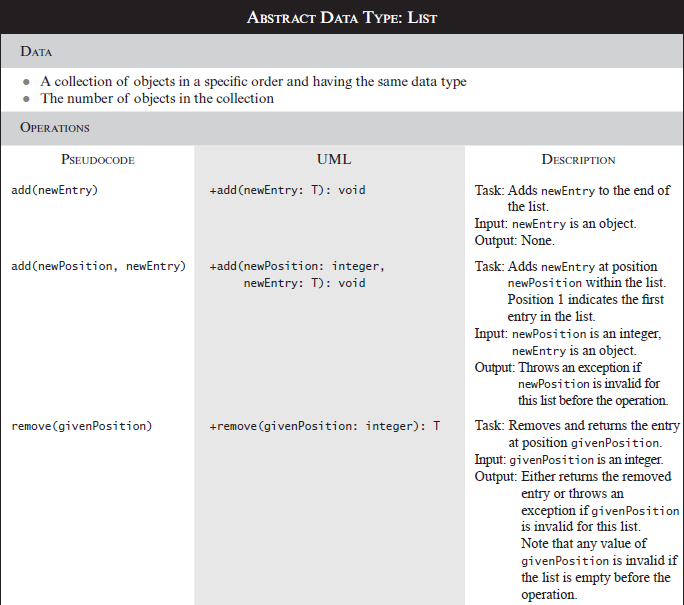 ABSTRACT DATA TYPE: LIST
DATA
● A collection of objects in a specific order and having the same data type
● The number of objects in the collection
OPERATIONS
PSEUDOCODE
UML
DESCRIPTION
add(newEntry)
+add(newEntry: T): void
Task: Adds newEntry to the end of
the list.
Input: newEntry is an object.
Output: None.
add(newPosition, newEntry)
+add(newPosition: integer,
newEntry: T): void
Task: Adds newEntry at position
newPosition within the list.
Position 1 indicates the first
entry in the list.
Input: newPosition is an integer,
newEntry is an object.
Output: Throws an exception if
newPosition is invalid for
this list before the operation.
remove(givenPosition)
+remove(givenPosition: integer): T
Task: Removes and returns the entry
at position givenPosition.
Input: givenPosition is an integer.
Output: Either returns the removed
entry or throws an
exception if givenPosition
is invalid for this list.
Note that any value of
givenPosition is invalid if
the list is empty before the
operation.